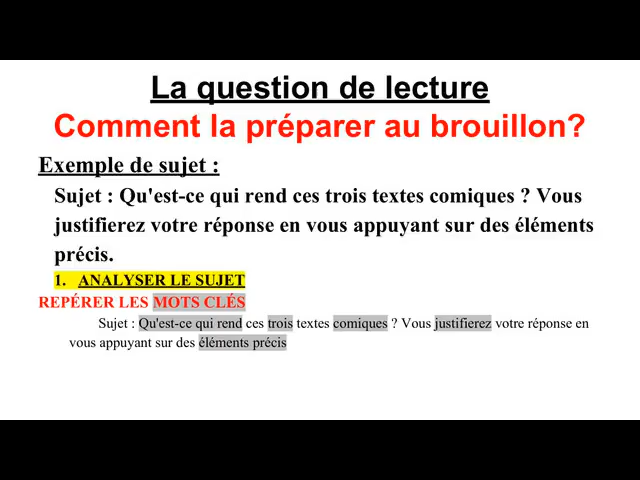 La question de lecture
Comment la préparer au brouillon?
Exemple de sujet :
Sujet : Qu'est-ce qui rend ces trois textes comiques ? Vous
justifierez votre réponse en vous appuyant sur des éléments
précis.
1. ANALYSER LE SUJET
REPÉRER LES MOTS CLÉS
Sujet : Qu'est-ce qui rend ces trois textes comiques ? Vous justifierez votre réponse en
vous appuyant sur des éléments précis